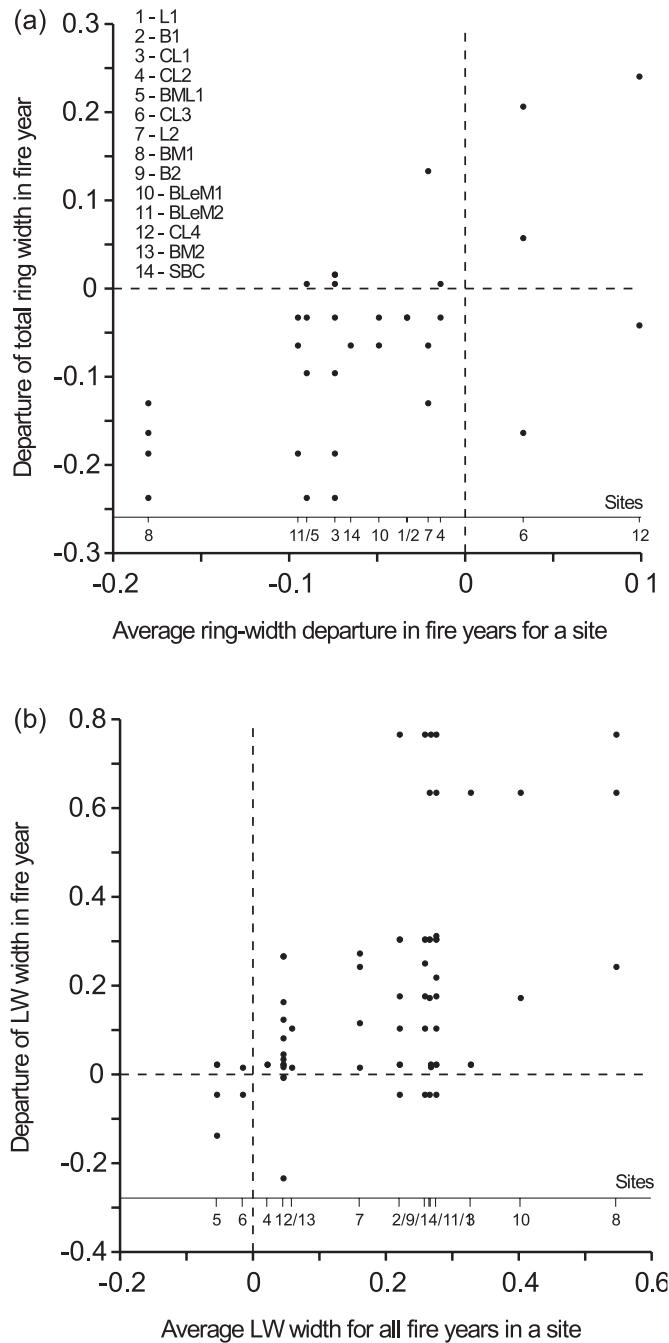 (a)
0.3
0.2
0.1
0
-0.1
-0.2
-0.3
Departure of total ring width in fire year
1 - L1
2 - B1
3 - CL1
4 - CL2
5 - BML1
6 - CL3
7 - L2
8 - BM1
9 - B2
10 - BLeM1
11 - BLeM2
12 - CL4
13 - BM2
14 - SBC
Sites
8 11/5 3 14 10 1/2 7 4 6 12
-0.2 -0.1 0 0 1
Average ring-width departure in fire years for a site
(b)
0.8
0.6
0.4
0.2
0
-0.2
-0.4
Departure of LW width in fire year
Sites
5 6 4 12/13 7 2/9/14/11/1 3 10 8
-0.2 0 0.2 0.4 0.6
Average LW width for all fire years in a site